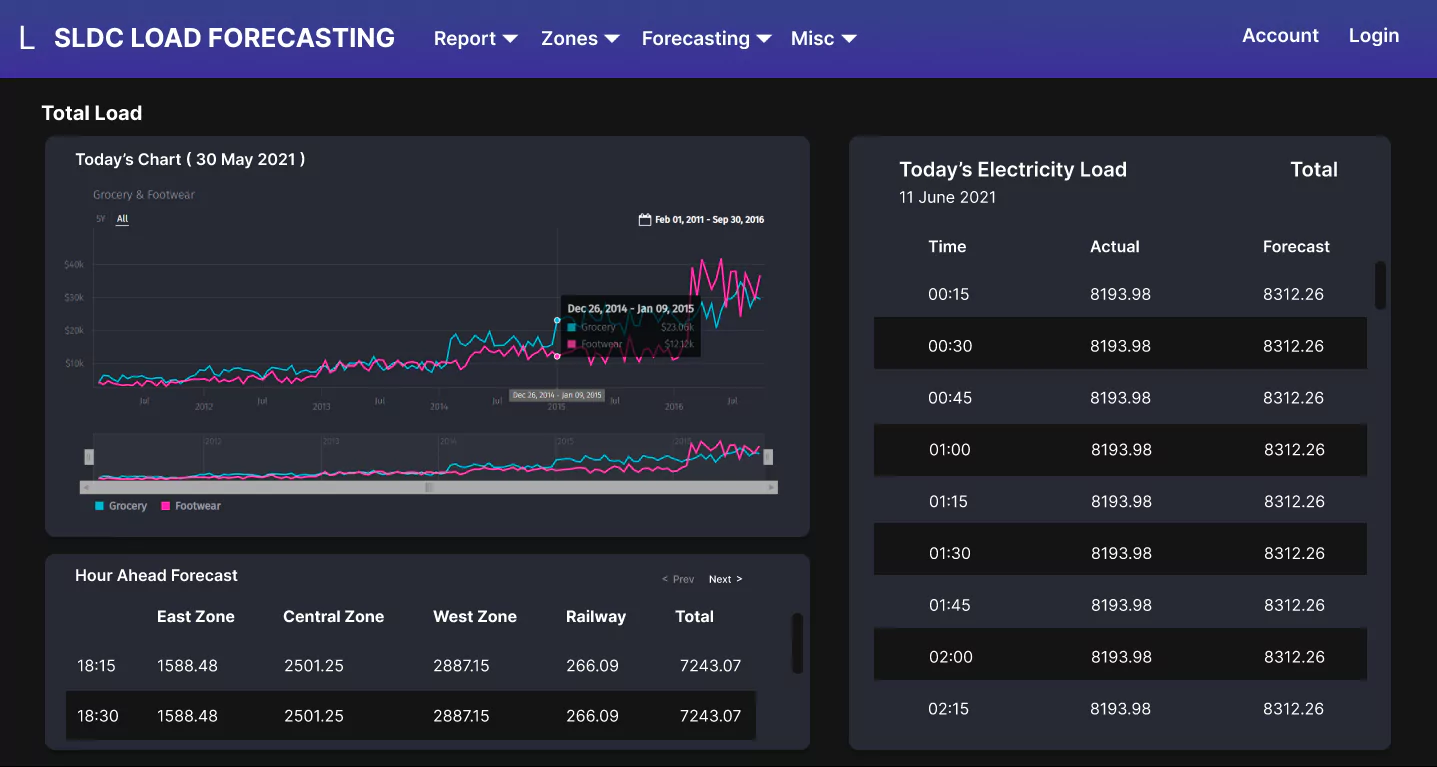 L SLDC LOAD FORECASTING Report Zones Forecasting Misc Account Login
Total Load
Today's Chart ( 30 May 2021 )
Grocery & Footwear
5Y All Feb 01, 2011 - Sep 30, 2016
$40k
$30k
$20k
$10k
Dec 26, 2014 - Jan 09, 2015
Grocery $23.06k
Footwear $12.12k
Jul 2012 Jul 2013 Jul 2014 Jul 2015 Jul 2016 Jul
Dec 26, 2014 - Jan 09, 2015
2012 2013 2014 2015
Grocery Footwear
Hour Ahead Forecast < Prev Next >
East Zone Central Zone West Zone Railway Total
18:15 1588.48 2501.25 2887.15 266.09 7243.07
18:30 1588.48 2501.25 2887.15 266.09 7243.07
Today's Electricity Load Total
11 June 2021
Time Actual Forecast
00:15 8193.98 8312.26
00:30 8193.98 8312.26
00:45 8193.98 8312.26
01:00 8193.98 8312.26
01:15 8193.98 8312.26
01:30 8193.98 8312.26
01:45 8193.98 8312.26
02:00 8193.98 8312.26
02:15 8193.98 8312.26